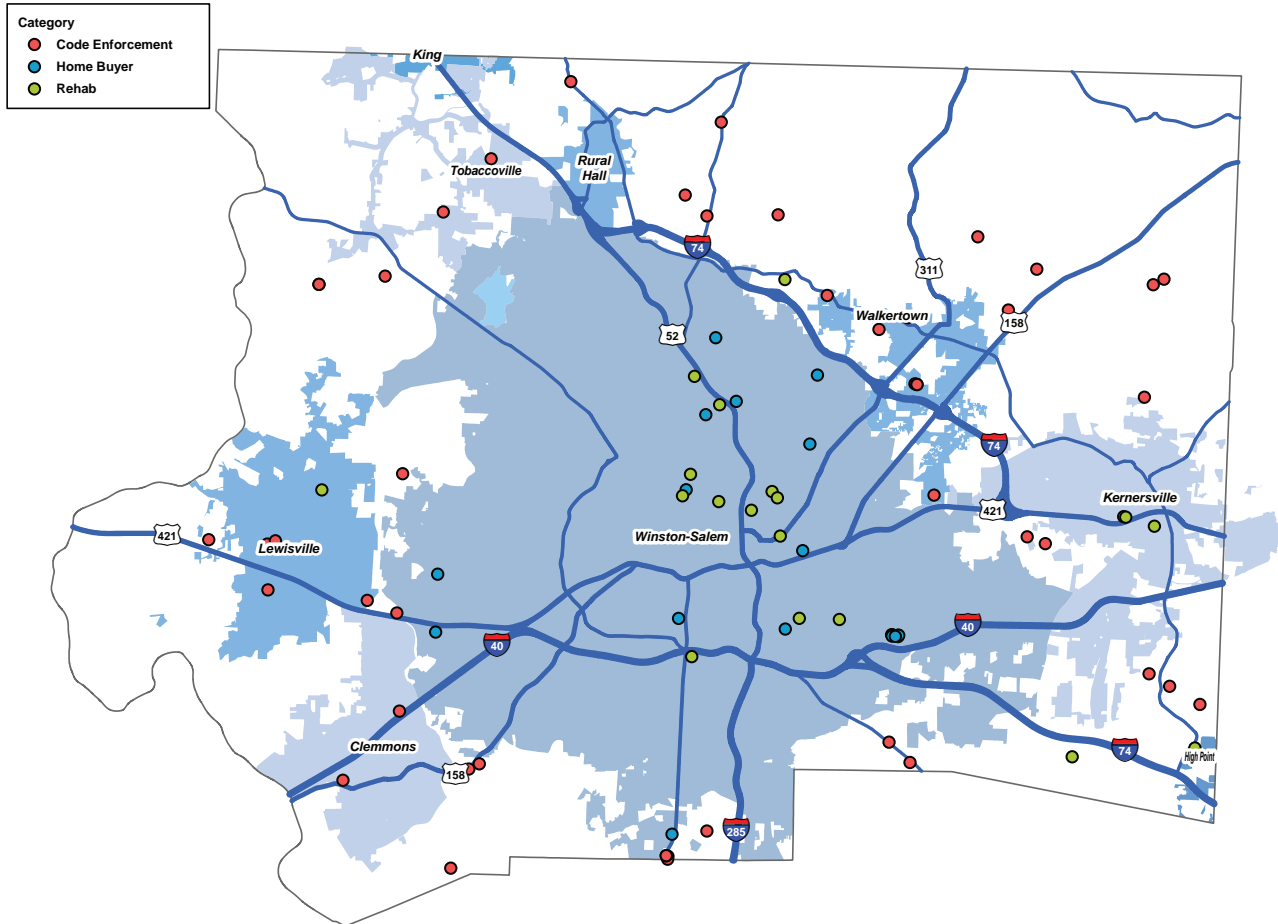 Category
Code Enforcement
Home Buyer
Rehab
King
Tobaccoville
Rural
Hall
74
311
52
Walkertown
158
74
421
Kernersville
421
Lewisville
Winston-Salem
40
40
Clemmons
158
74
High Point
285